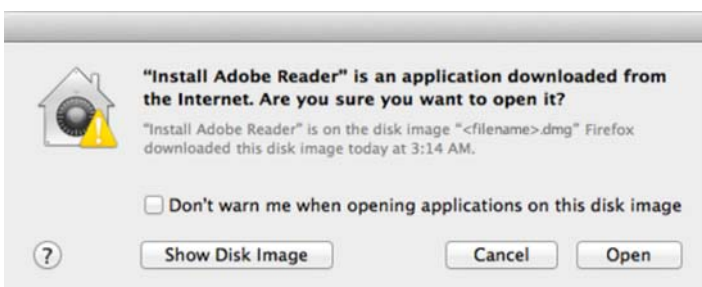 “Install Adobe Reader” is an application downloaded from
the Internet. Are you sure you want to open it?
“Install Adobe Reader” is on the disk image “<filename>.dmg” Firefox
downloaded this disk image today at 3:14 AM.
Don't warn me when opening applications on this disk image
?
Show Disk Image
Cancel
Open